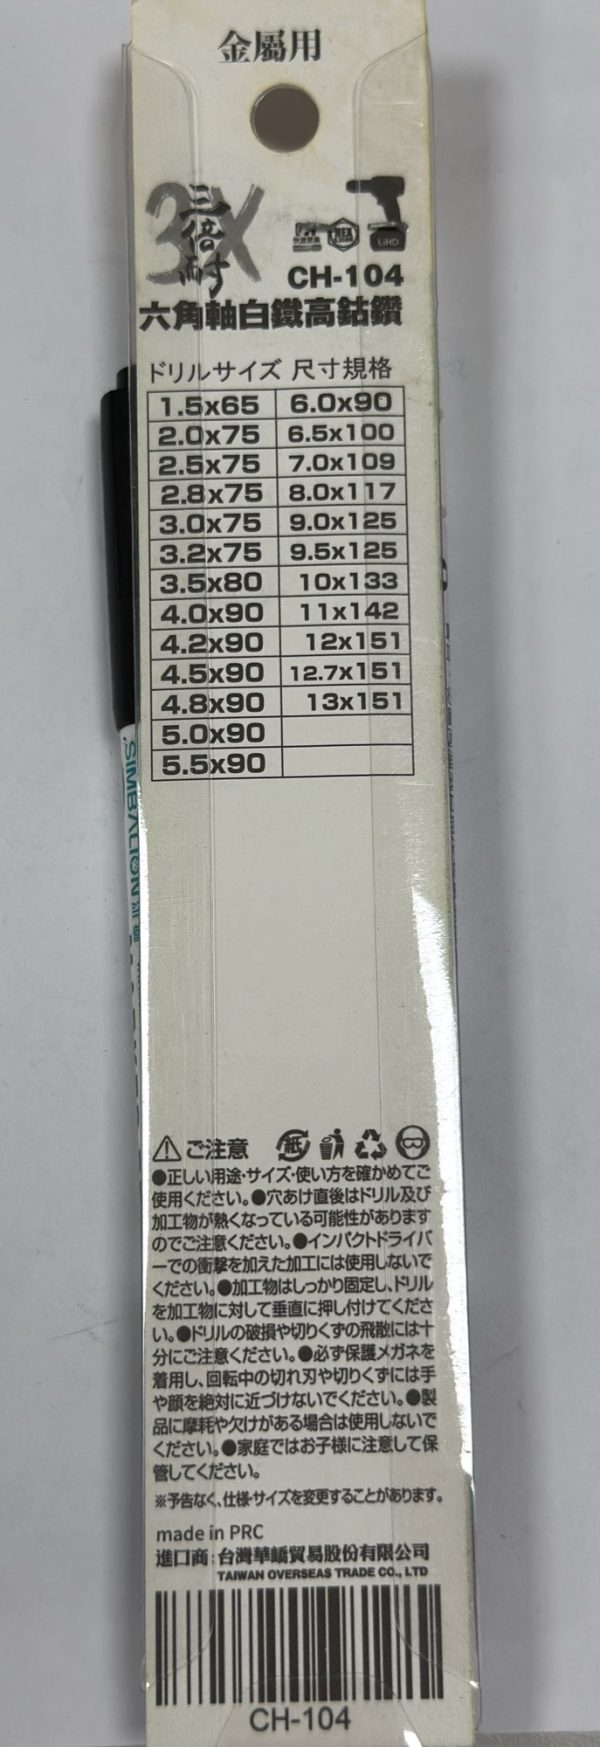 金屬用
3X
三倍耐
HEX
LiHD
CH-104
六角軸白鐵高鈷鑽
ドリルサイズ 尺寸規格
1.5x65 6.0x90
2.0x75 6.5x100
2.5x75 7.0x109
2.8x75 8.0x117
3.0x75 9.0x125
3.2x75 9.5x125
3.5x80 10x133
4.0x90 11x142
4.2x90 12x151
4.5x90 12.7x151
4.8x90 13x151
5.0x90
5.5x90
SIMBALION
ご注意 紙
●正しい用途・サイズ・使い方を確かめてご
使用ください。●穴あけ直後はドリル及び
加工物が熱くなっている可能性があります
のでご注意ください。●インパクトドライバ
ーでの衝撃を加えた加工には使用しないで
ください。●加工物はしっかり固定し、ドリル
を加工物に対して垂直に押し付けてくださ
い。●ドリルの破損や切りくずの飛散には十
分にご注意ください。●必ず保護メガネを
着用し、回転中の切れ刃や切りくずには手
や顔を絶対に近づけないでください。●製
品に摩耗や欠けがある場合は使用しないで
ください。●家庭ではお子様に注意して保
管してください。
※予告なく、仕様・サイズを変更することがあります。
made in PRC
進口商：台灣華嶠貿易股份有限公司
TAIWAN OVERSEAS TRADE CO., LTD
CH-104